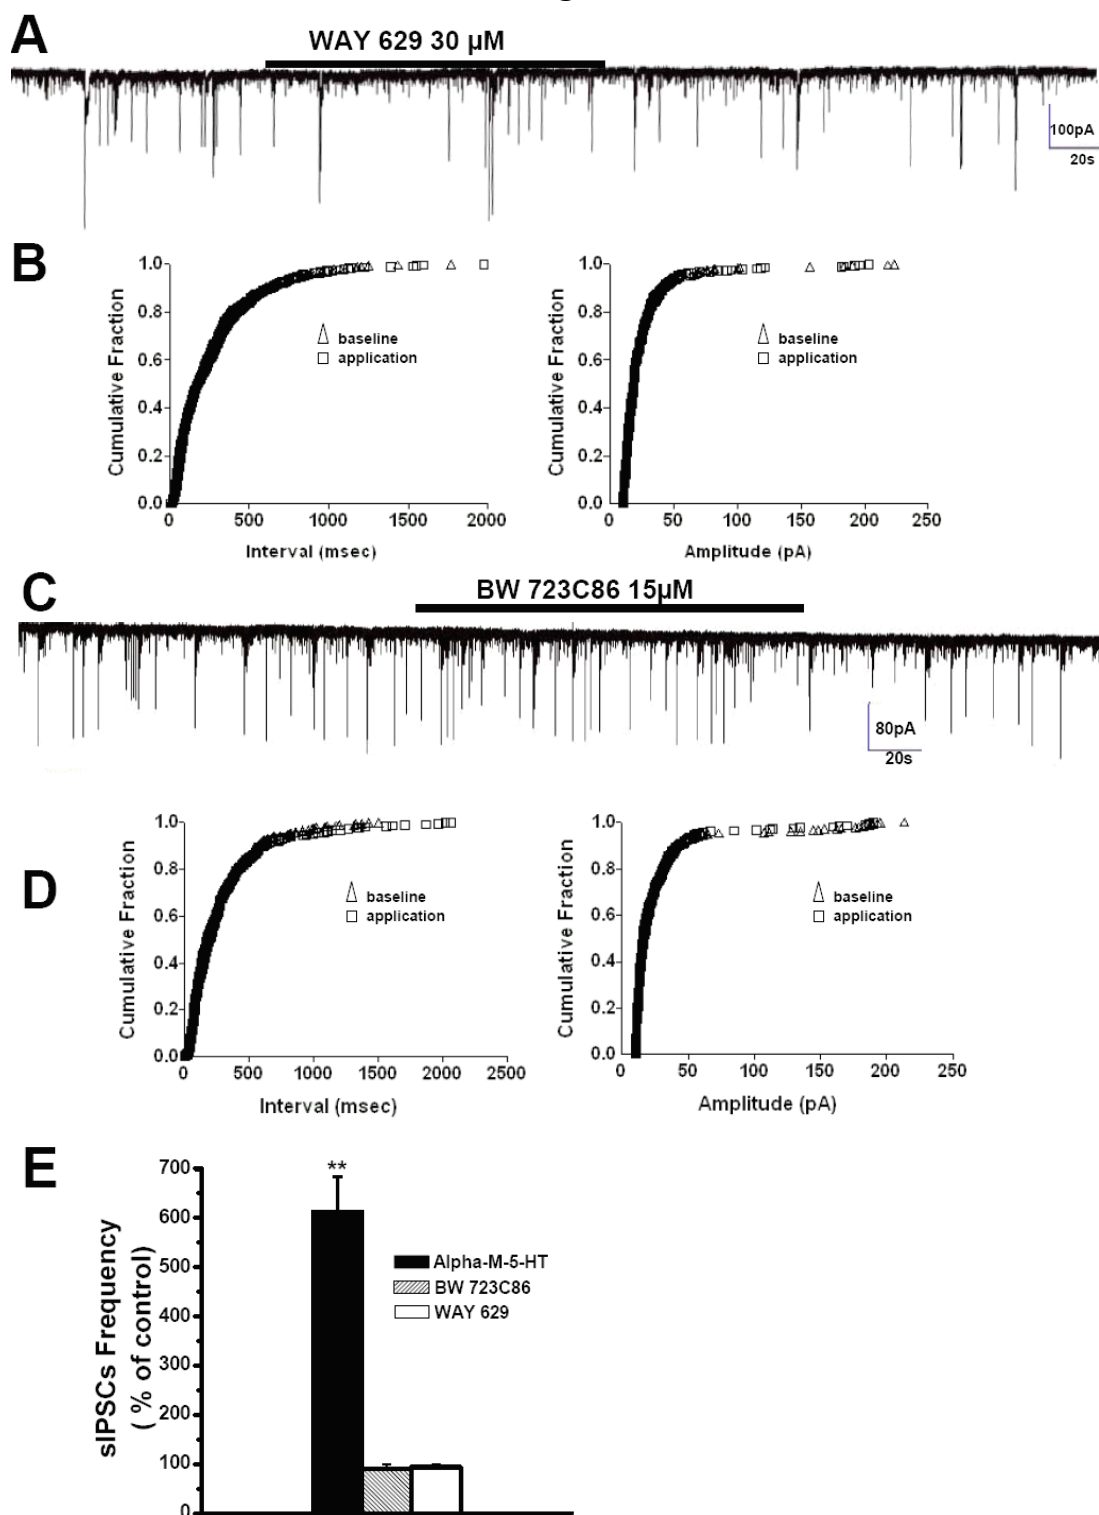 A
WAY 629 30 µM
100pA
20s
B
Cumulative Fraction
1.0
0.8
0.6
0.4
0.2
0.0
0 500 1000 1500 2000
Interval (msec)
baseline
application
Cumulative Fraction
1.0
0.8
0.6
0.4
0.2
0.0
0 50 100 150 200 250
Amplitude (pA)
baseline
application
C
BW 723C86 15µM
80pA
20s
D
Cumulative Fraction
1.0
0.8
0.6
0.4
0.2
0.0
0 500 1000 1500 2000 2500
Interval (msec)
baseline
application
Cumulative Fraction
1.0
0.8
0.6
0.4
0.2
0.0
0 50 100 150 200 250
Amplitude (pA)
baseline
application
E
sIPSCs Frequency
( % of control)
700
600
500
400
300
200
100
0
**
Alpha-M-5-HT
BW 723C86
WAY 629